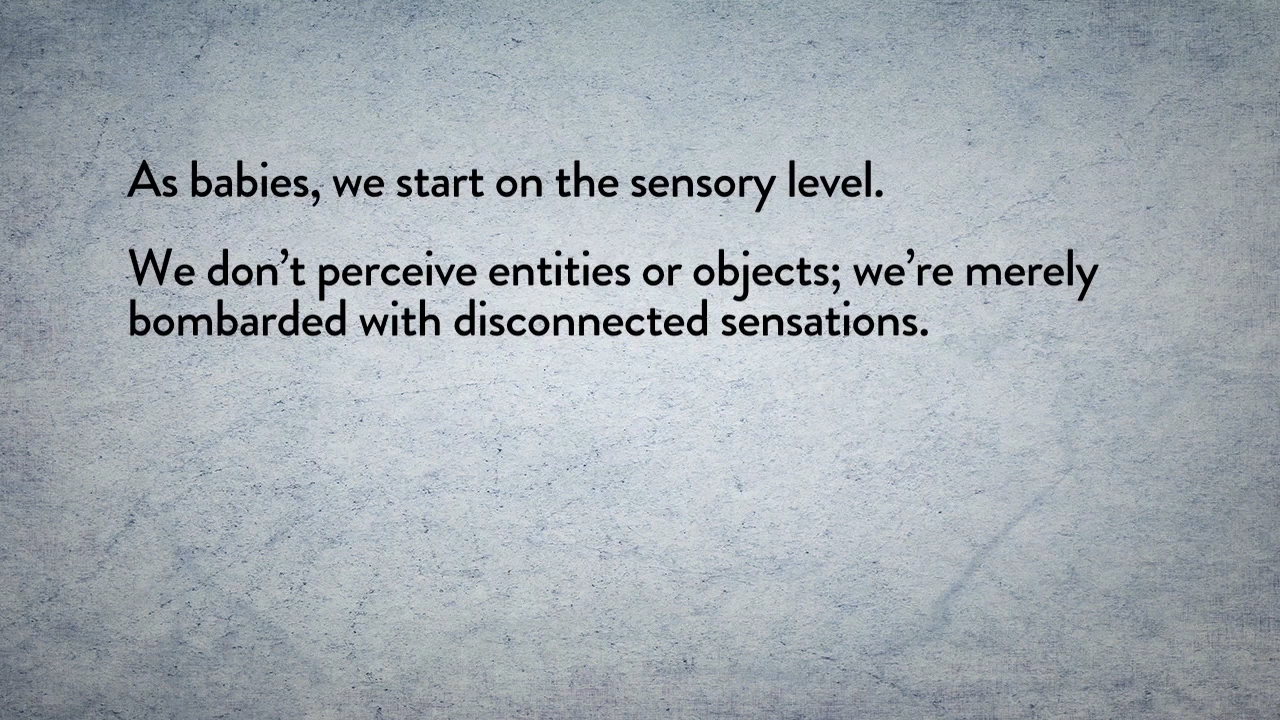 As babies, we start on the sensory level.
We don’t perceive entities or objects; we’re merely
bombarded with disconnected sensations.